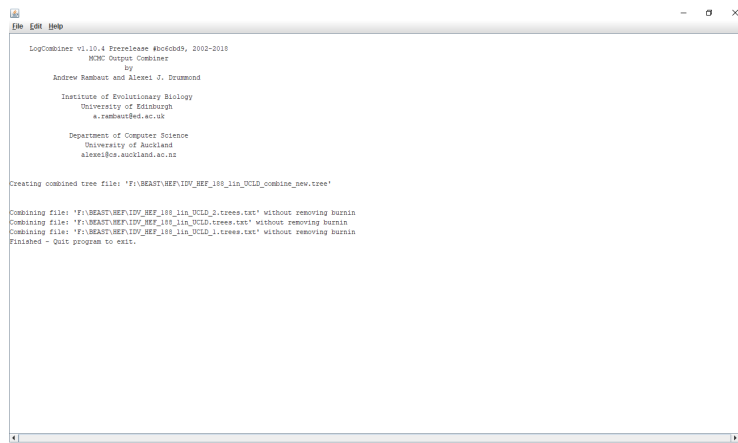 File Edit Help
LogCombiner v1.10.4 Prerelease #bc6cbd9, 2002-2018
MCMC Output Combiner
by
Andrew Rambaut and Alexei J. Drummond
Institute of Evolutionary Biology
University of Edinburgh
a.rambaut@ed.ac.uk
Department of Computer Science
University of Auckland
alexei@cs.auckland.ac.nz
Creating combined tree file: 'F:\BEAST\HEF\IDV_HEF_188_lin_UCLD_combine_new.tree'
Combining file: 'F:\BEAST\HEF\IDV_HEF_188_lin_UCLD_2.trees.txt' without removing burnin
Combining file: 'F:\BEAST\HEF\IDV_HEF_188_lin_UCLD.trees.txt' without removing burnin
Combining file: 'F:\BEAST\HEF\IDV_HEF_188_lin_UCLD_1.trees.txt' without removing burnin
Finished - Quit program to exit.